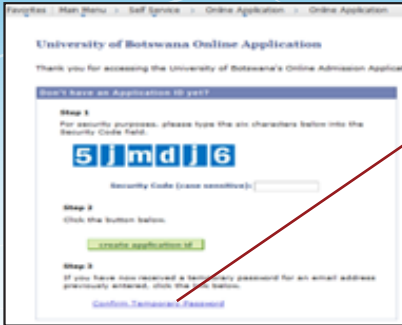 Favorites Main Menu > Self Service > Online Application > Online Application
University of Botswana Online Application
Thank you for accessing the University of Botswana's Online Admission Applicat
Don't have an Application ID yet?
Step 1
For security purposes, please type the six characters below into the
Security Code field.
5jmdj6
Security Code (case sensitive):
Step 2
Click the button below.
create application id
Step 3
If you have now received a temporary password for an email address
previously entered, click the link below.
Confirm Temporary Password